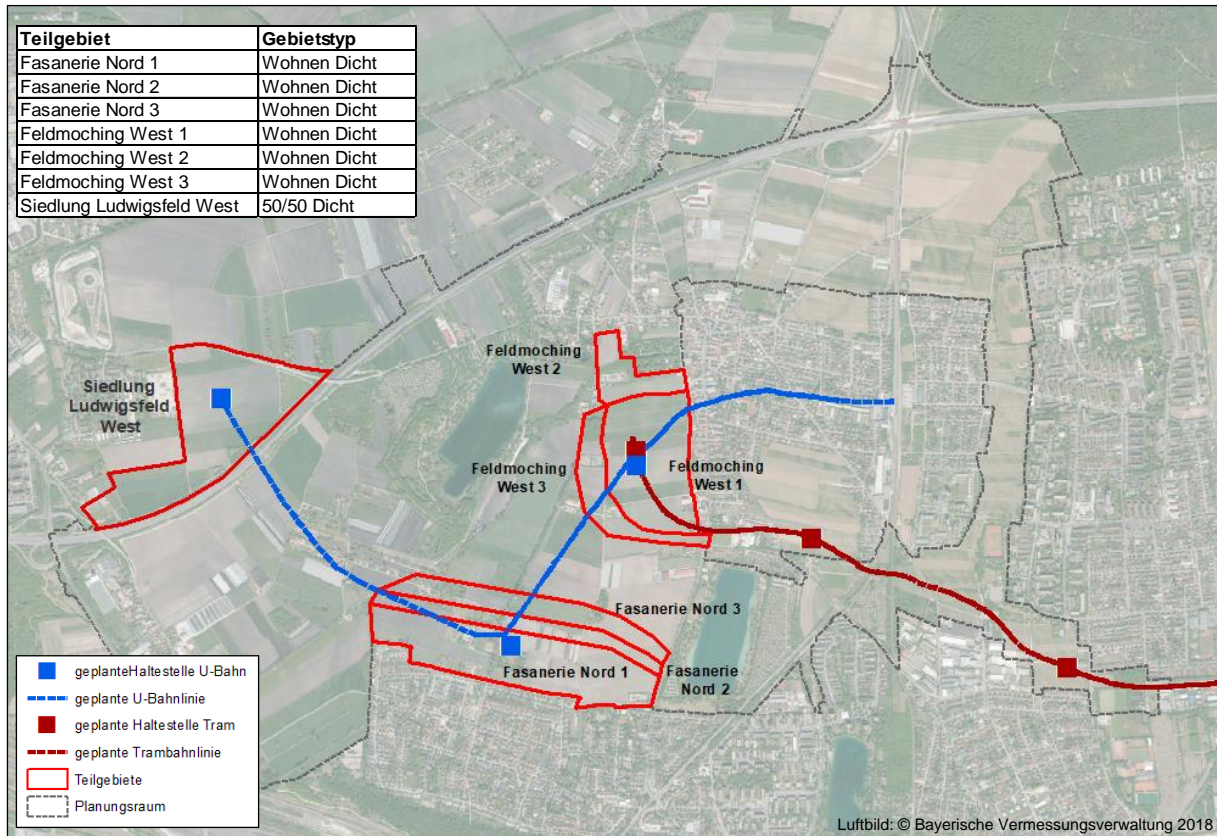 Teilgebiet Gebietstyp
Fasanerie Nord 1 Wohnen Dicht
Fasanerie Nord 2 Wohnen Dicht
Fasanerie Nord 3 Wohnen Dicht
Feldmoching West 1 Wohnen Dicht
Feldmoching West 2 Wohnen Dicht
Feldmoching West 3 Wohnen Dicht
Siedlung Ludwigsfeld West 50/50 Dicht
Feldmoching
West 2
Siedlung
Ludwigsfeld
West
Feldmoching
West 3
Feldmoching
West 1
Fasanerie Nord 3
Fasanerie Nord 1
Fasanerie
Nord 2
geplanteHaltestelle U-Bahn
geplante U-Bahnlinie
geplante Haltestelle Tram
geplante Trambahnlinie
Teilgebiete
Planungsraum
Luftbild: © Bayerische Vermessungsverwaltung 2018